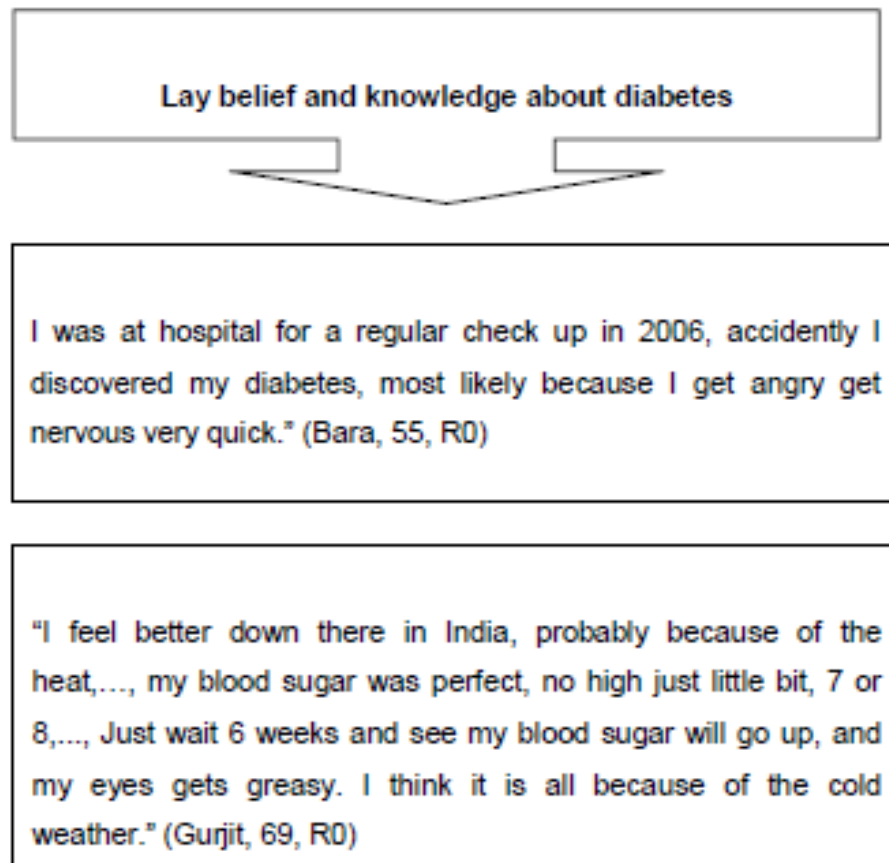 Lay belief and knowledge about diabetes
I was at hospital for a regular check up in 2006, accidently I
discovered my diabetes, most likely because I get angry get
nervous very quick.” (Bara, 55, R0)
“I feel better down there in India, probably because of the
heat,…, my blood sugar was perfect, no high just little bit, 7 or
8,..., Just wait 6 weeks and see my blood sugar will go up, and
my eyes gets greasy. I think it is all because of the cold
weather.” (Gurjit, 69, R0)